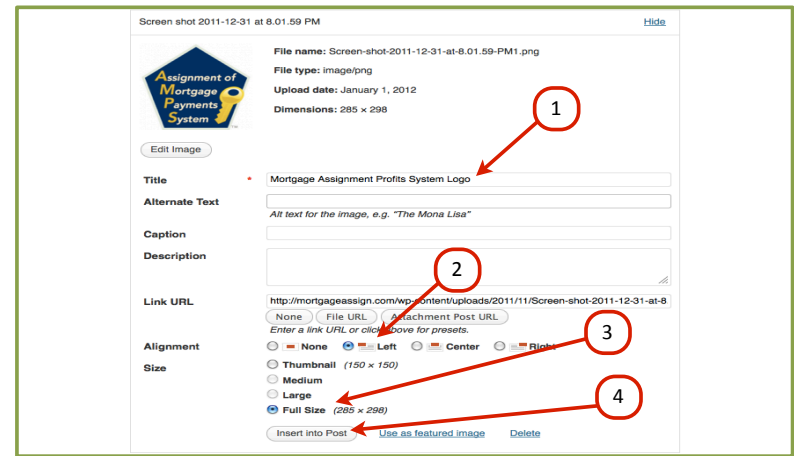 Screen shot 2011-12-31 at 8.01.59 PM Hide
Assignment of
Mortgage
Payments
System
File name: Screen-shot-2011-12-31-at-8.01.59-PM1.png
File type: image/png
Upload date: January 1, 2012
Dimensions: 285 × 298
1
Edit Image
Title * Mortgage Assignment Profits System Logo
Alternate Text
Alt text for the image, e.g. “The Mona Lisa”
Caption
Description
2
Link URL http://mortgageassign.com/wp-content/uploads/2011/11/Screen-shot-2011-12-31-at-8.
None File URL Attachment Post URL
Enter a link URL or click above for presets.
3
Alignment None Left Center Right
Size Thumbnail (150 × 150)
Medium
Large
4
Full Size (285 × 298)
Insert into Post Use as featured image Delete